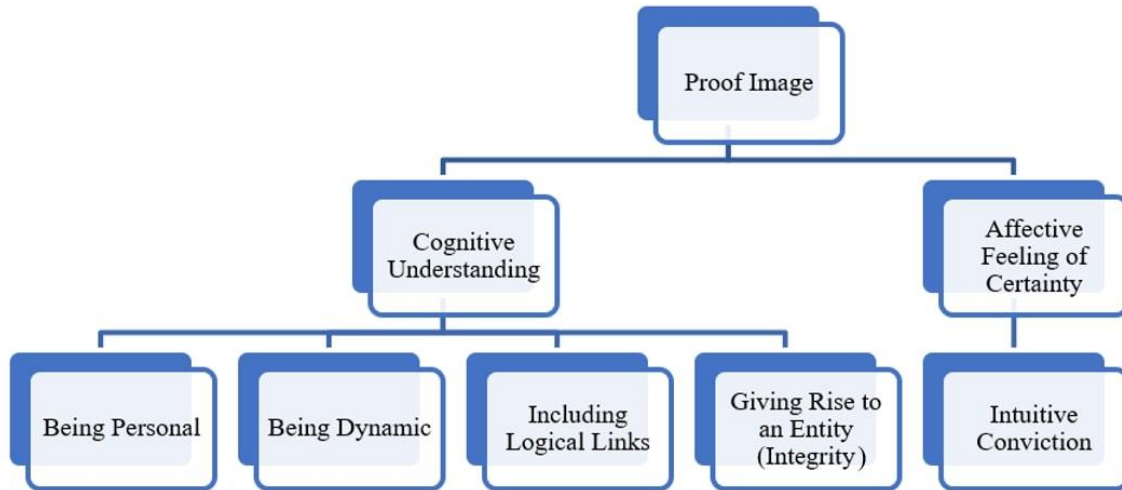 Proof Image
Cognitive
Understanding
Affective
Feeling of
Certainty
Being Personal
Being Dynamic
Including
Logical Links
Giving Rise to
an Entity
(Integrity)
Intuitive
Conviction